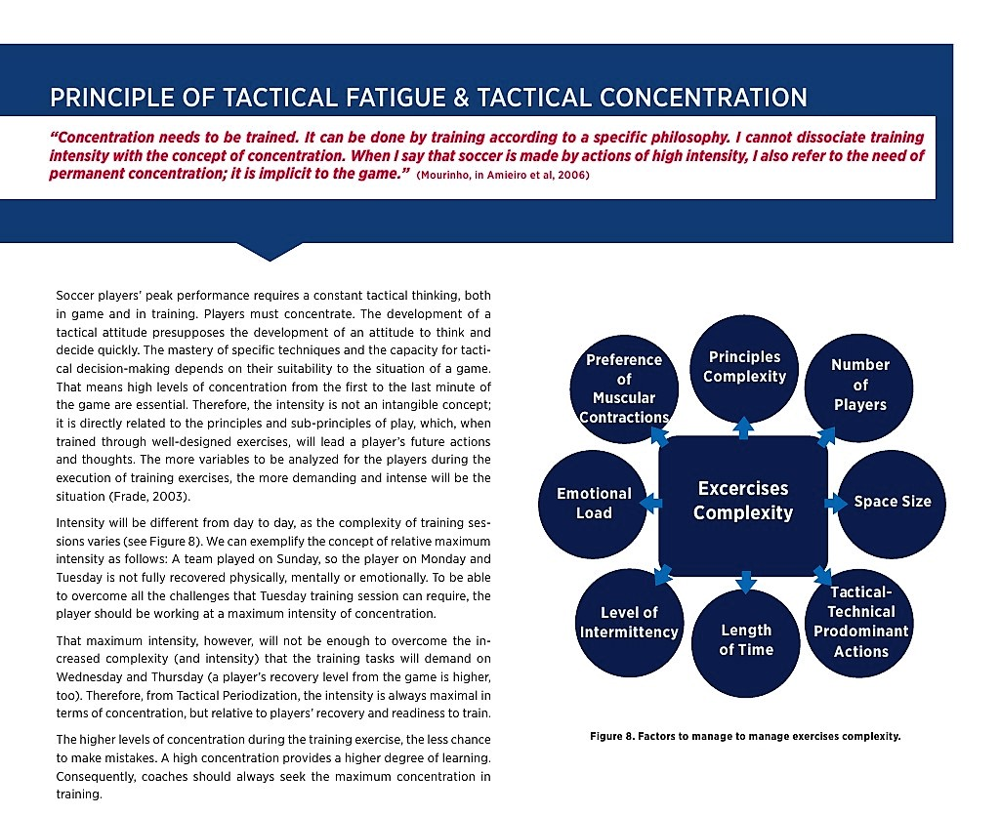 PRINCIPLE OF TACTICAL FATIGUE & TACTICAL CONCENTRATION
“Concentration needs to be trained. It can be done by training according to a specific philosophy. I cannot dissociate training
intensity with the concept of concentration. When I say that soccer is made by actions of high intensity, I also refer to the need of
permanent concentration; it is implicit to the game.” (Mourinho, in Amieiro et al, 2006)
Soccer players’ peak performance requires a constant tactical thinking, both
in game and in training. Players must concentrate. The development of a
tactical attitude presupposes the development of an attitude to think and
decide quickly. The mastery of specific techniques and the capacity for tacti-
cal decision-making depends on their suitability to the situation of a game.
That means high levels of concentration from the first to the last minute of
the game are essential. Therefore, the intensity is not an intangible concept;
it is directly related to the principles and sub-principles of play, which, when
trained through well-designed exercises, will lead a player’s future actions
and thoughts. The more variables to be analyzed for the players during the
execution of training exercises, the more demanding and intense will be the
situation (Frade, 2003).
Intensity will be different from day to day, as the complexity of training ses-
sions varies (see Figure 8). We can exemplify the concept of relative maximum
intensity as follows: A team played on Sunday, so the player on Monday and
Tuesday is not fully recovered physically, mentally or emotionally. To be able
to overcome all the challenges that Tuesday training session can require, the
player should be working at a maximum intensity of concentration.
That maximum intensity, however, will not be enough to overcome the in-
creased complexity (and intensity) that the training tasks will demand on
Wednesday and Thursday (a player’s recovery level from the game is higher,
too). Therefore, from Tactical Periodization, the intensity is always maximal in
terms of concentration, but relative to players’ recovery and readiness to train.
The higher levels of concentration during the training exercise, the less chance
to make mistakes. A high concentration provides a higher degree of learning.
Consequently, coaches should always seek the maximum concentration in
training.
Preference
of
Muscular
Contractions
Principles
Complexity
Number
of
Players
Emotional
Load
Excercises
Complexity
Space Size
Level of
Intermittency
Length
of Time
Tactical-
Technical
Prodominant
Actions
Figure 8. Factors to manage to manage exercises complexity.